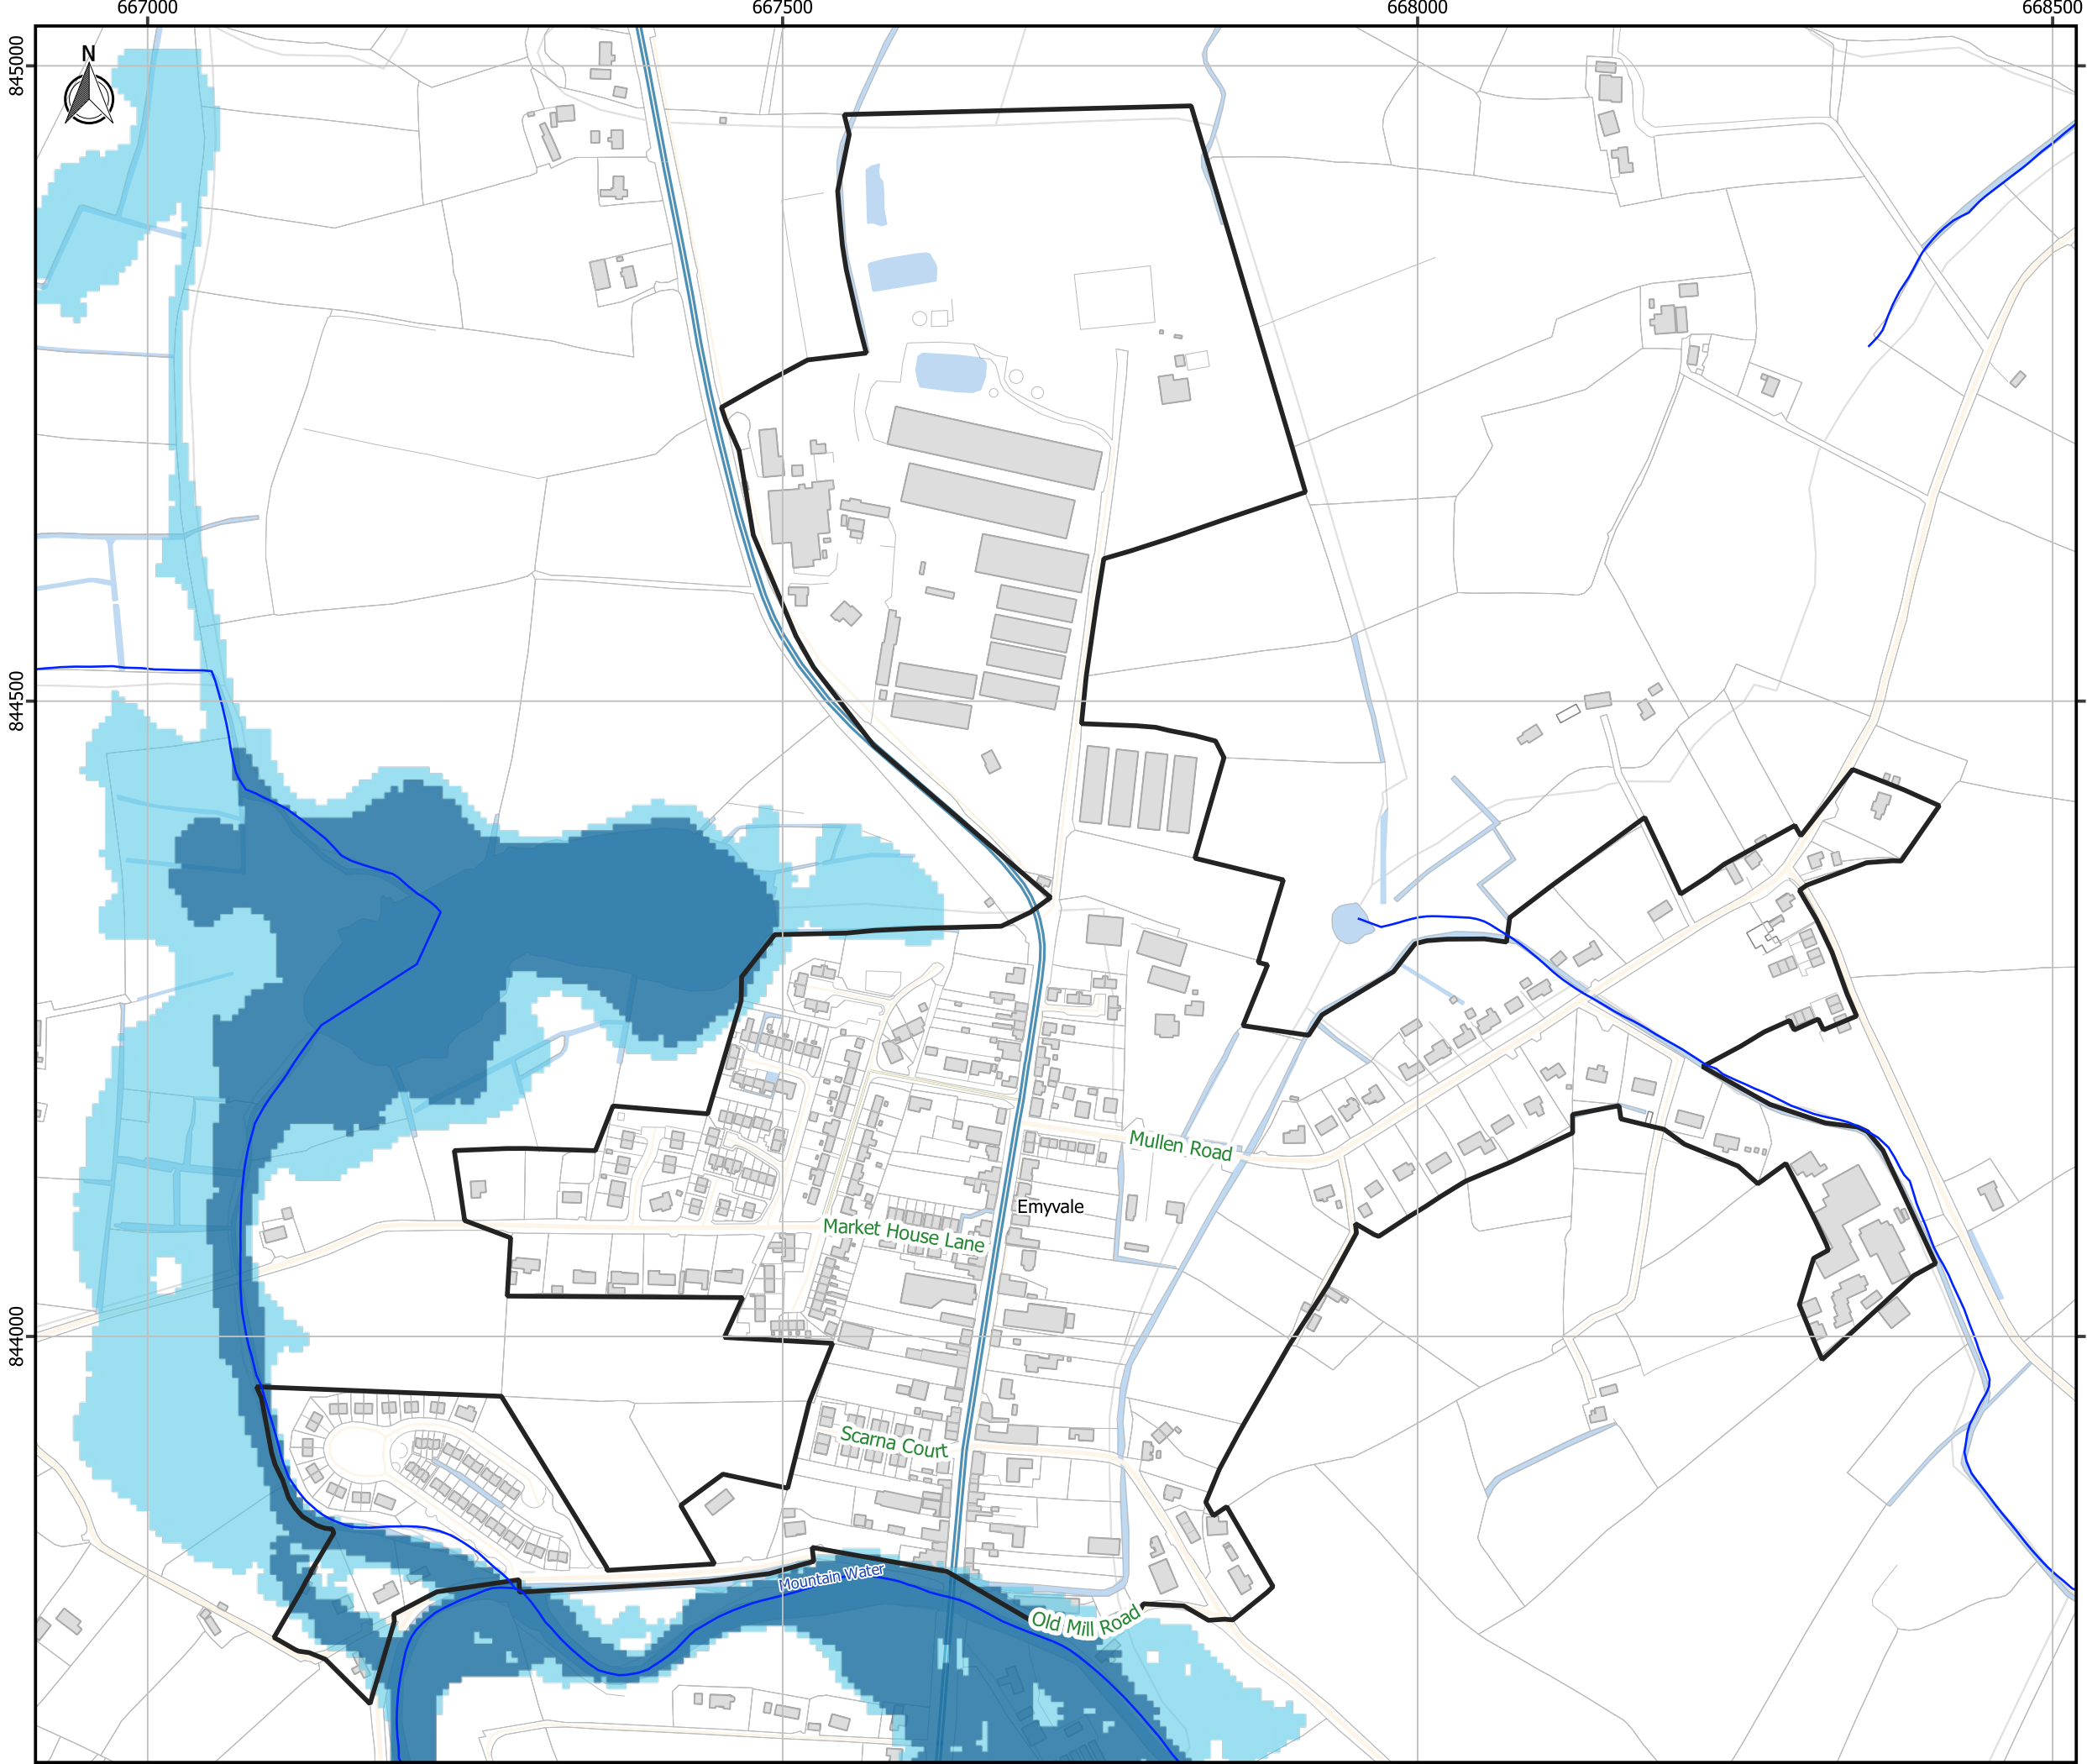 667000
667500
668000
668500
845000
N
844500
Mullen Road
Emyvale
Market House Lane
844000
Scarna Court
Mountain Water
Old Mill Road